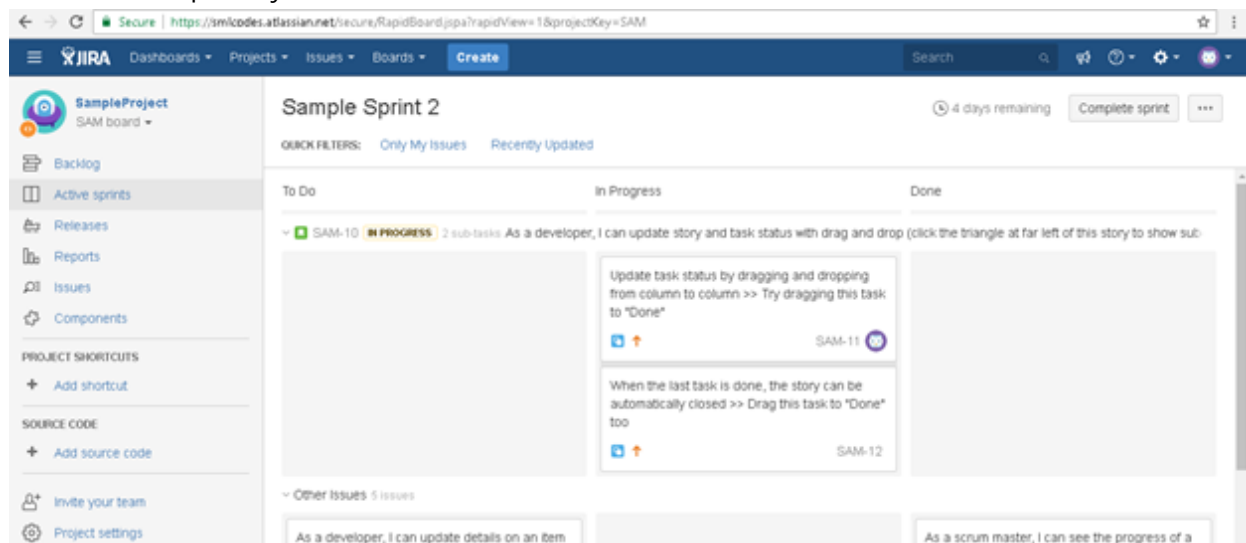 Secure | https://smlcodes.atlassian.net/secure/RapidBoard.jspa?rapidView=1&projectKey=SAM
JIRA Dashboards Projects Issues Boards Create Search
SampleProject
SAM board
Backlog
Active sprints
Releases
Reports
Issues
Components
PROJECT SHORTCUTS
+ Add shortcut
SOURCE CODE
+ Add source code
Invite your team
Project settings
Sample Sprint 2
4 days remaining Complete sprint ...
QUICK FILTERS: Only My Issues Recently Updated
To Do In Progress Done
SAM-10 IN PROGRESS 2 sub-tasks As a developer, I can update story and task status with drag and drop (click the triangle at far left of this story to show sub-
Update task status by dragging and dropping
from column to column >> Try dragging this task
to "Done"
SAM-11
When the last task is done, the story can be
automatically closed >> Drag this task to "Done"
too
SAM-12
Other Issues 5 issues
As a developer, I can update details on an item
As a scrum master, I can see the progress of a